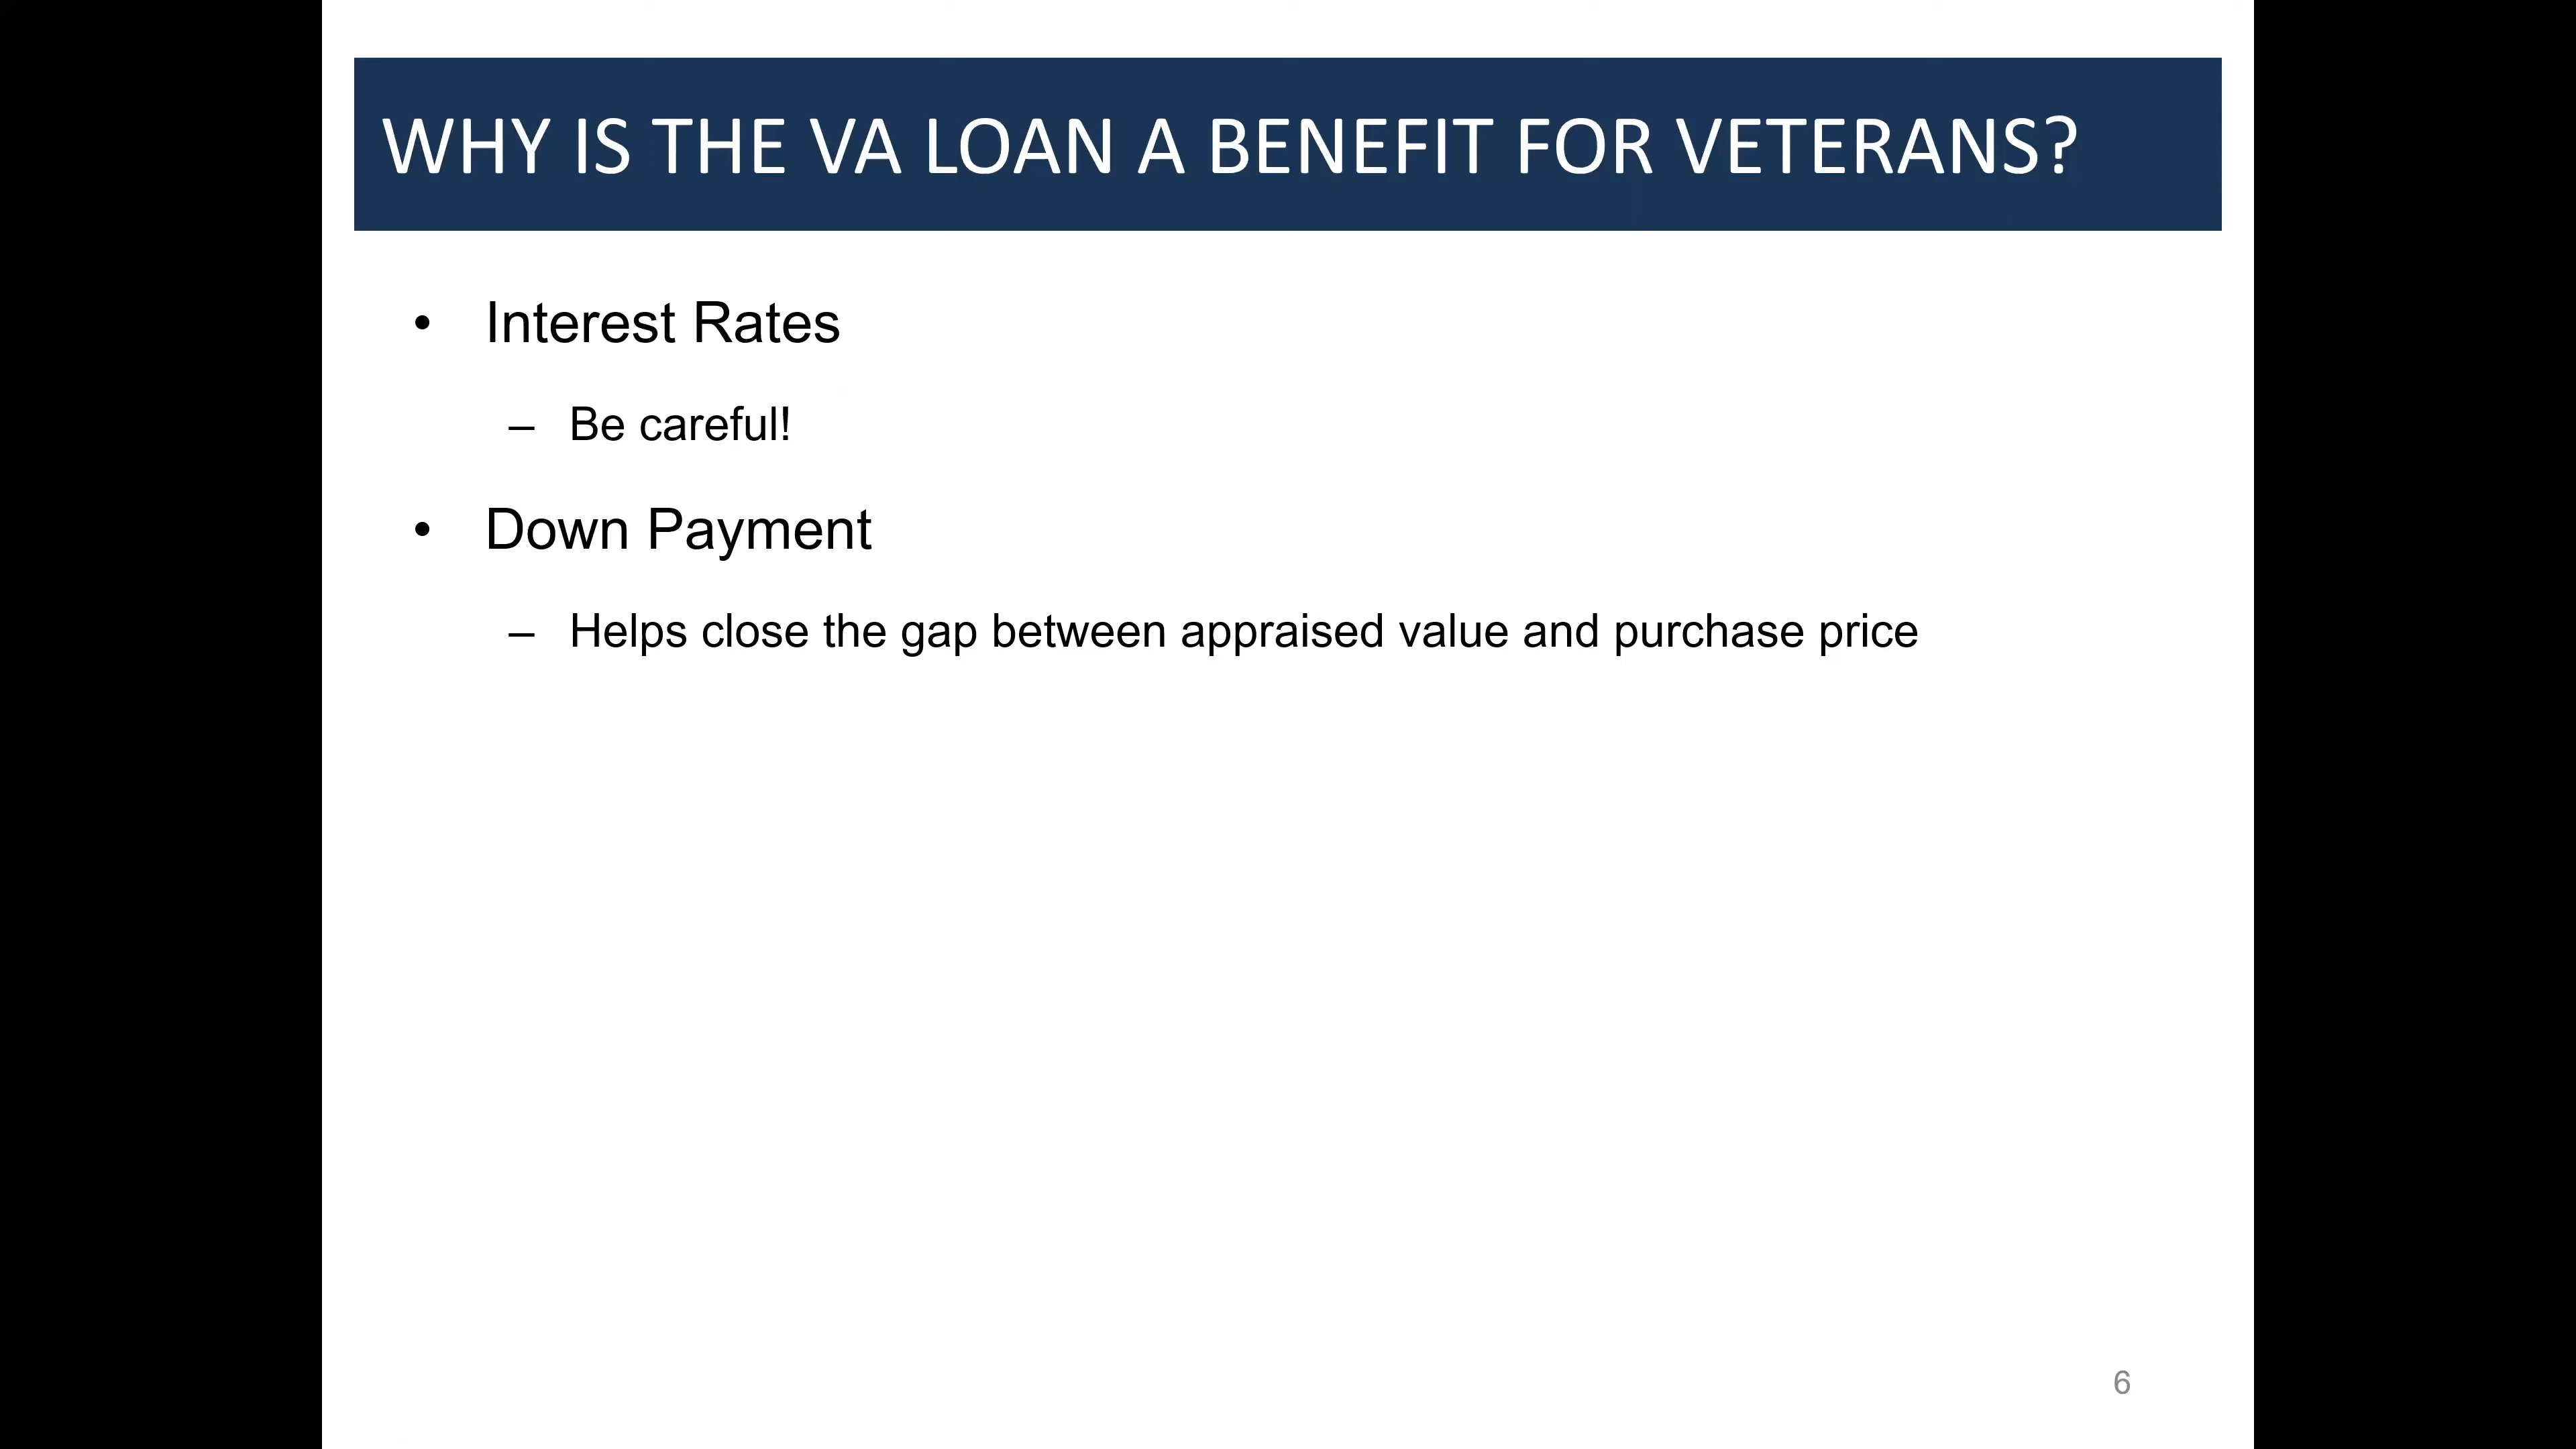 WHY IS THE VA LOAN A BENEFIT FOR VETERANS?
• Interest Rates
– Be careful!
• Down Payment
– Helps close the gap between appraised value and purchase price
6